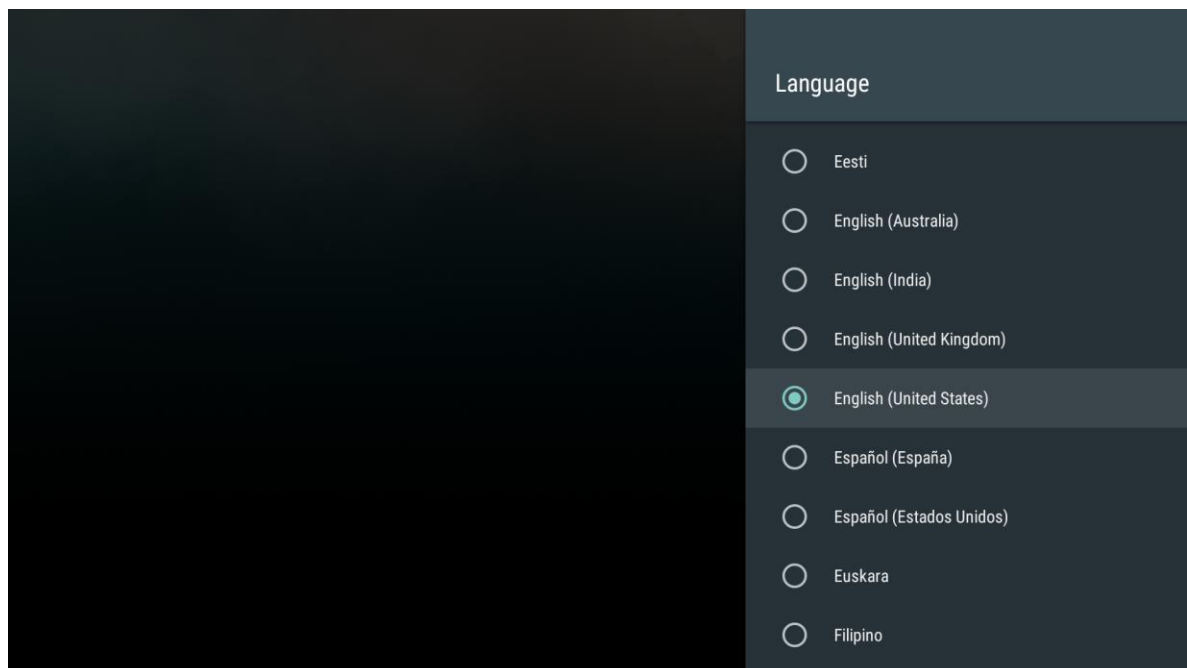 Language
Eesti
English (Australia)
English (India)
English (United Kingdom)
English (United States)
Español (España)
Español (Estados Unidos)
Euskara
Filipino